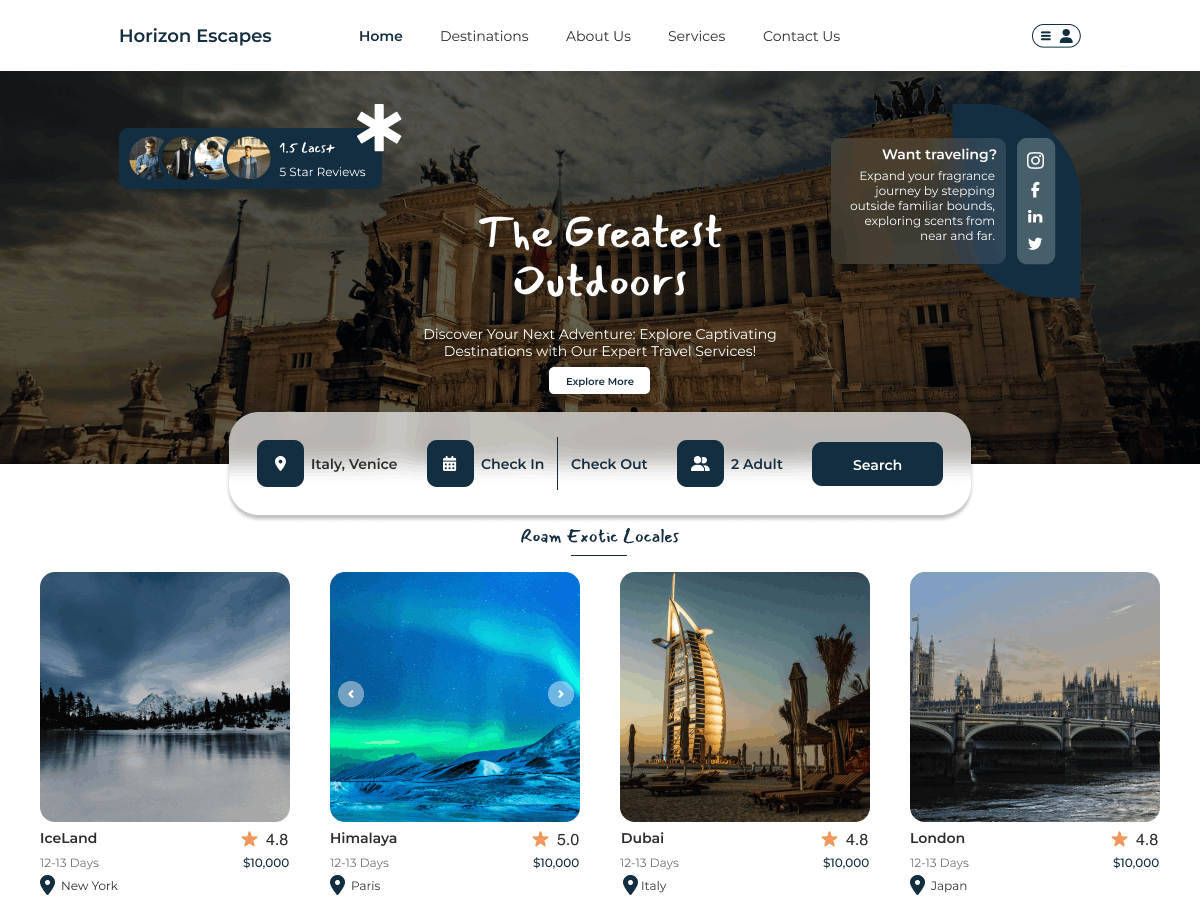 Horizon Escapes
Home
Destinations
About Us
Services
Contact Us
1.5 Lacs+
5 Star Reviews
Want traveling?
Expand your fragrance
journey by stepping
outside familiar bounds,
exploring scents from
near and far.
The Greatest
Outdoors
Discover Your Next Adventure: Explore Captivating
Destinations with Our Expert Travel Services!
Explore More
Italy, Venice
Check In
Check Out
2 Adult
Search
Roam Exotic Locales
IceLand
4.8
12-13 Days
$10,000
New York
Himalaya
5.0
12-13 Days
$10,000
Paris
Dubai
4.8
12-13 Days
$10,000
Italy
London
4.8
12-13 Days
$10,000
Japan